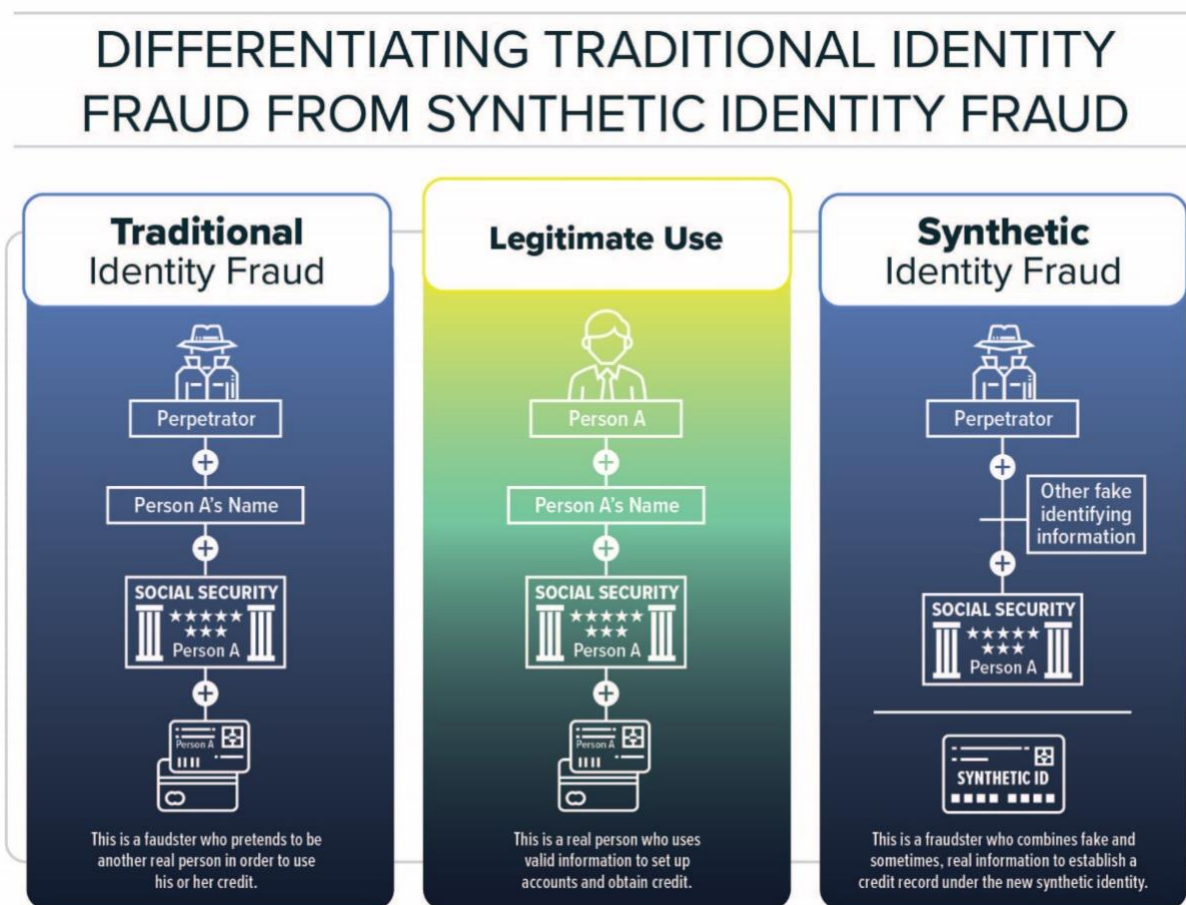 DIFFERENTIATING TRADITIONAL IDENTITY
FRAUD FROM SYNTHETIC IDENTITY FRAUD
Traditional
Identity Fraud
Perpetrator
Person A's Name
SOCIAL SECURITY
Person A
Person A
This is a faudster who pretends to be
another real person in order to use
his or her credit.
Legitimate Use
Person A
Person A's Name
SOCIAL SECURITY
Person A
Person A
This is a real person who uses
valid information to set up
accounts and obtain credit.
Synthetic
Identity Fraud
Perpetrator
Other fake
identifying
information
SOCIAL SECURITY
Person A
SYNTHETIC ID
This is a fraudster who combines fake and
sometimes, real information to establish a
credit record under the new synthetic identity.